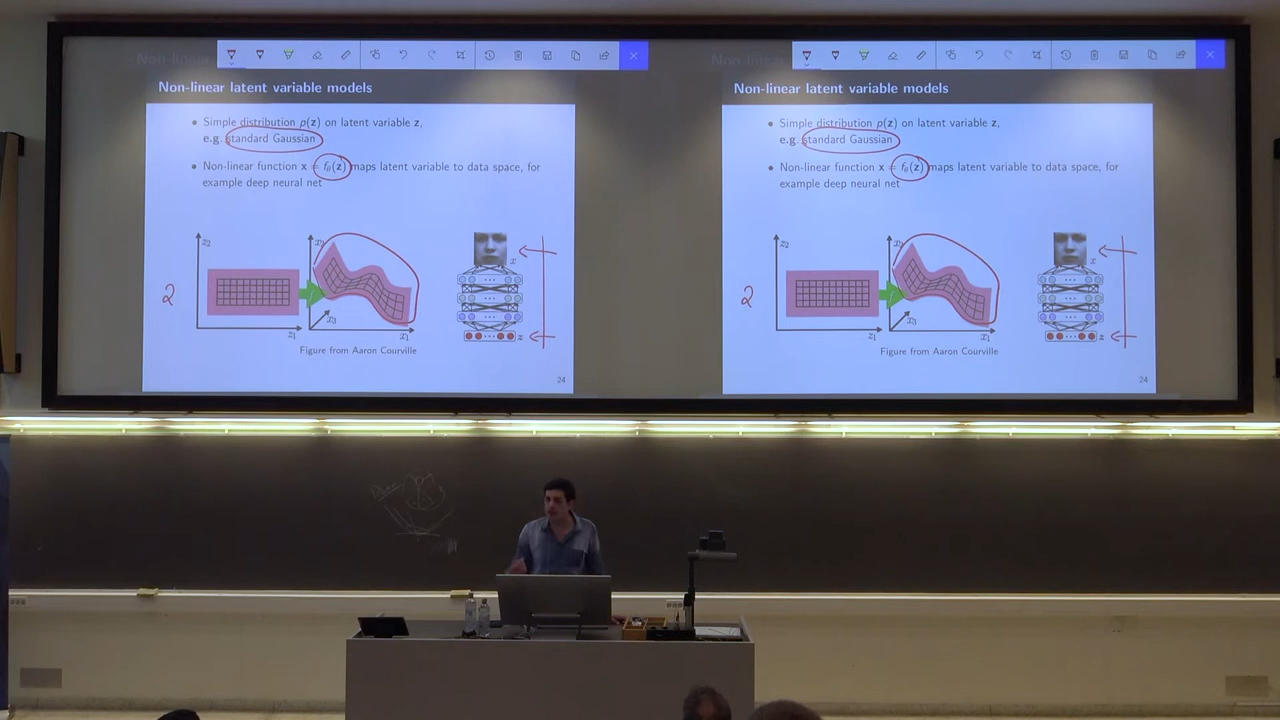 Non-linear latent variable models
• Simple distribution p(z) on latent variable z,
e.g. standard Gaussian
• Non-linear function x = fθ(z) maps latent variable to data space, for
example deep neural net
z2
x2
x
2
f
x3
z1
x1
z
Figure from Aaron Courville
24
Non-linear latent variable models
• Simple distribution p(z) on latent variable z,
e.g. standard Gaussian
• Non-linear function x = fθ(z) maps latent variable to data space, for
example deep neural net
z2
x2
x
2
f
x3
z1
x1
z
Figure from Aaron Courville
24